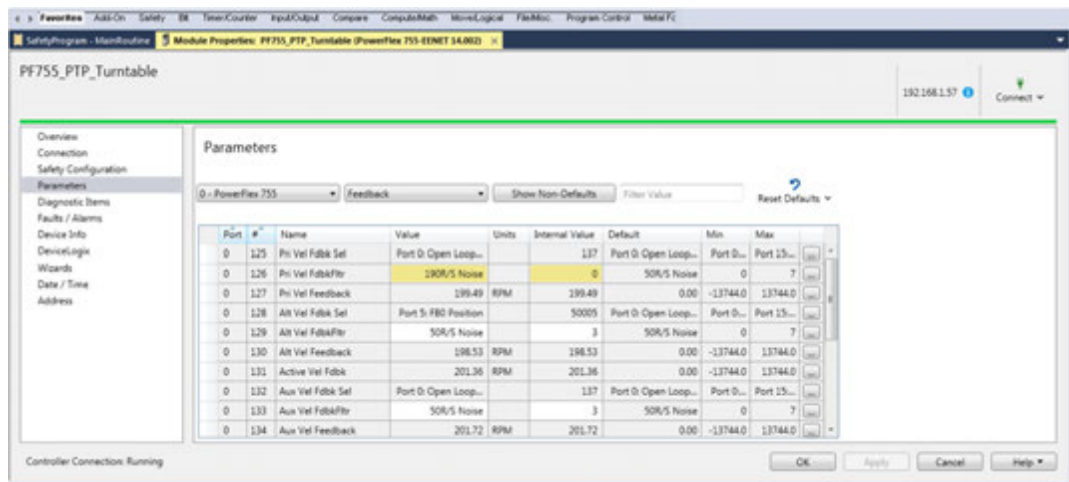 Favorites Add-On Safety Bit Timer/Counter Input/Output Compare Compute/Math Move/Logical File/Misc. Program Control Metal F
SafetyProgram - MainRoutine Module Properties: PF755_PTP_Turntable (PowerFlex 755-EENET 14.002)
PF755_PTP_Turntable
192.168.1.57
Connect
Overview
Connection
Safety Configuration
Parameters
Diagnostic Items
Faults / Alarms
Device Info
DeviceLogix
Wizards
Date / Time
Address
Parameters
0 - PowerFlex 755 Feedback Show Non-Defaults Filter Value Reset Defaults
Port # Name Value Units Internal Value Default Min Max
0 125 Pri Vel Fdbk Sel Port 0: Open Loop... 137 Port 0: Open Loop... Port 0:... Port 15:... ...
0 126 Pri Vel FdbkFltr 190R/S Noise 0 50R/S Noise 0 7 ...
0 127 Pri Vel Feedback 199.49 RPM 199.49 0.00 -13744.0 13744.0 ...
0 128 Alt Vel Fdbk Sel Port 5: FB0 Position 50005 Port 0: Open Loop... Port 0:... Port 15:... ...
0 129 Alt Vel FdbkFltr 50R/S Noise 3 50R/S Noise 0 7 ...
0 130 Alt Vel Feedback 198.53 RPM 198.53 0.00 -13744.0 13744.0 ...
0 131 Active Vel Fdbk 201.36 RPM 201.36 0.00 -13744.0 13744.0 ...
0 132 Aux Vel Fdbk Sel Port 0: Open Loop... 137 Port 0: Open Loop... Port 0:... Port 15:... ...
0 133 Aux Vel FdbkFltr 50R/S Noise 3 50R/S Noise 0 7 ...
0 134 Aux Vel Feedback 201.72 RPM 201.72 0.00 -13744.0 13744.0 ...
Controller Connection: Running
OK Apply Cancel Help